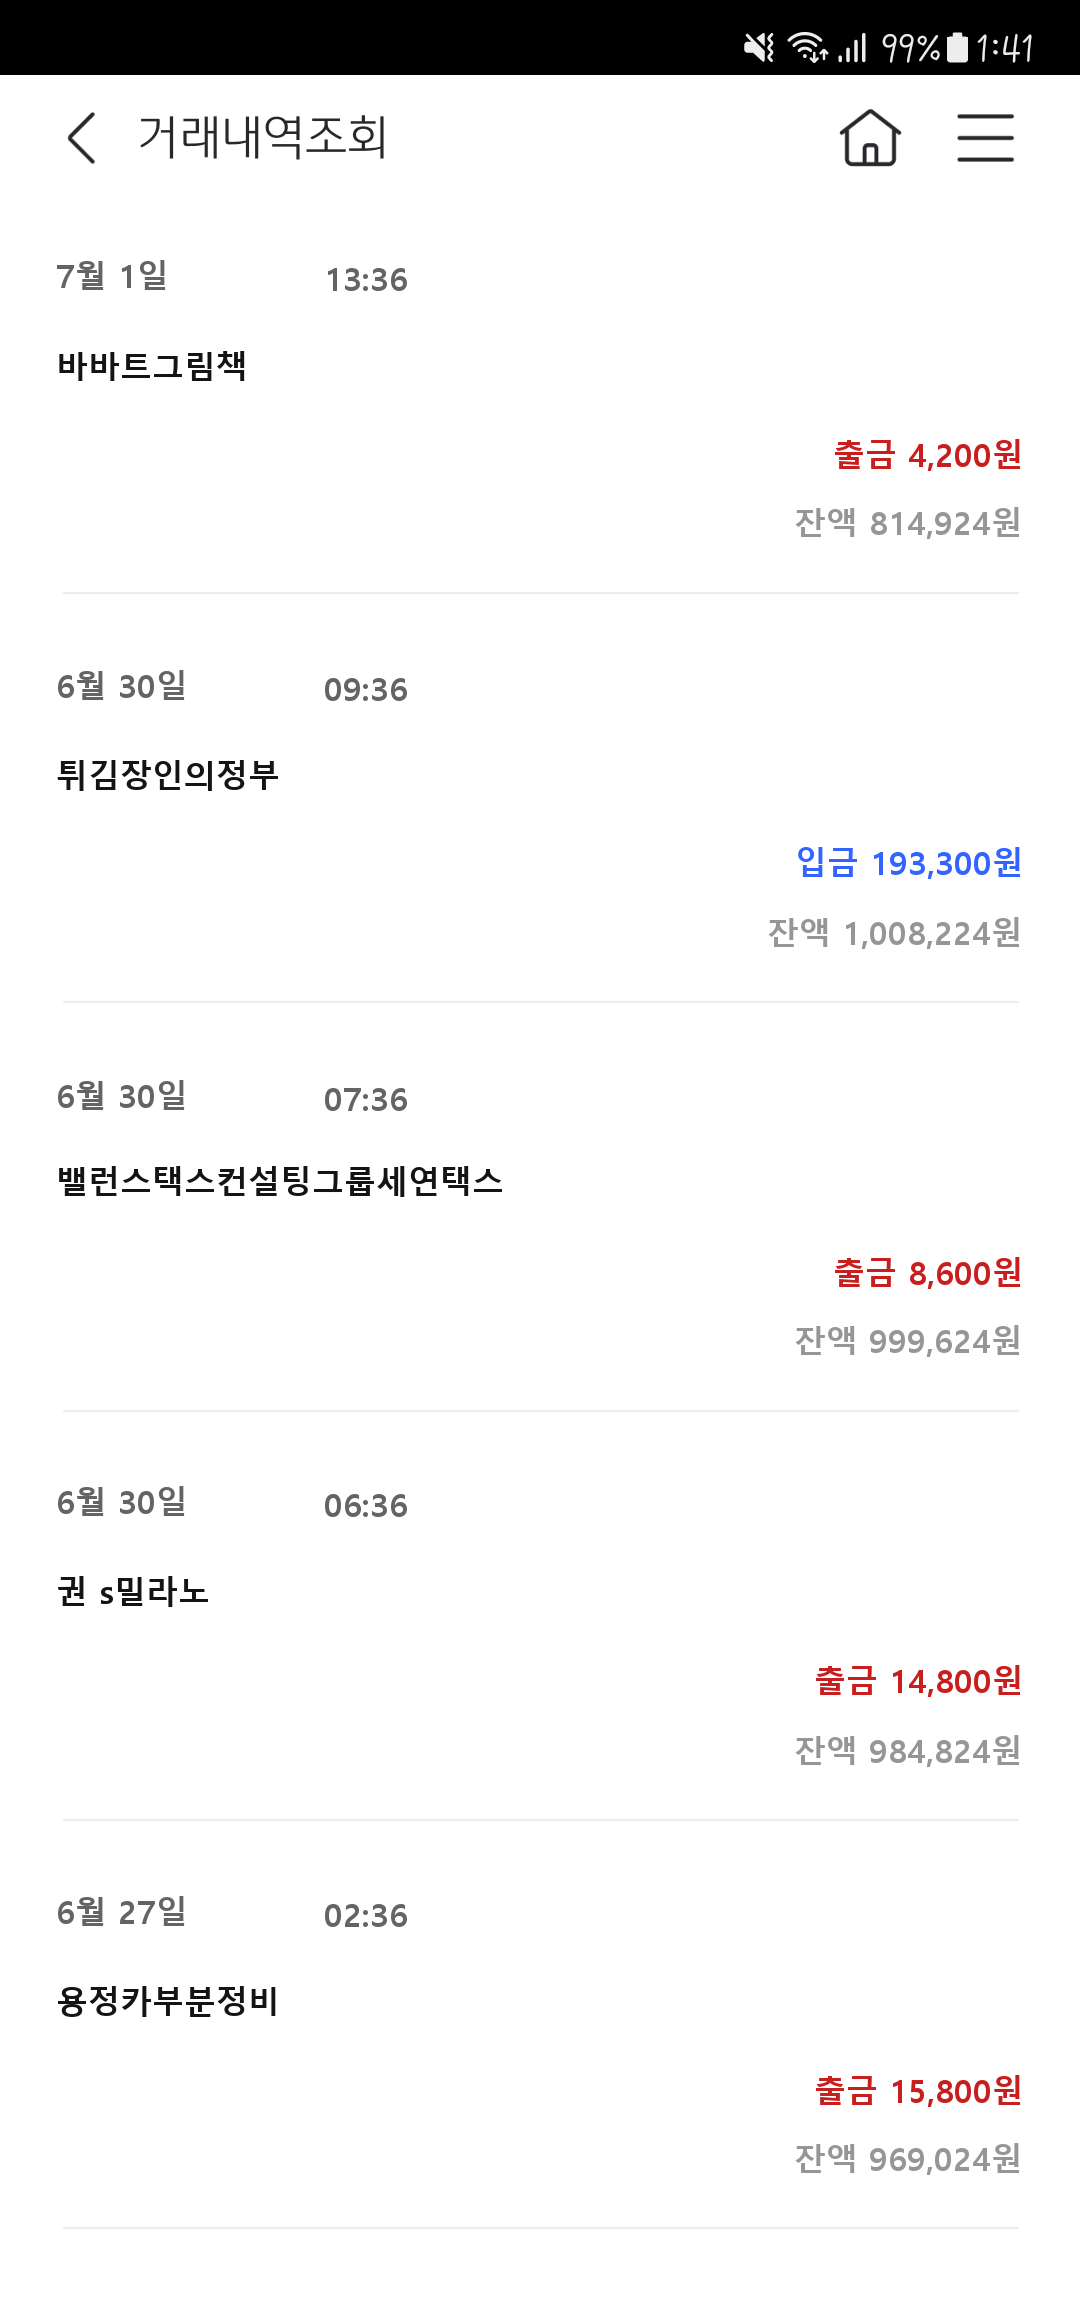 99% 1:41
거래내역조회
7월 1일 13:36
바바트그림책
출금 4,200원
잔액 814,924원
6월 30일 09:36
튀김장인의정부
입금 193,300원
잔액 1,008,224원
6월 30일 07:36
밸런스택스컨설팅그룹세연택스
출금 8,600원
잔액 999,624원
6월 30일 06:36
권 s밀라노
출금 14,800원
잔액 984,824원
6월 27일 02:36
용정카부분정비
출금 15,800원
잔액 969,024원